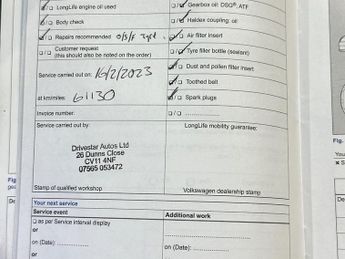 LongLife engine oil used
Body check
Repairs recommended O/S/F Tyre
Customer request
(this should also be noted on the order)
Service carried out on: 16/2/2023
at km/miles: 61130
Invoice number:
Service carried out by:
Drivestar Autos Ltd
26 Dunns Close
CV11 4NF
07565 053472
Stamp of qualified workshop
Gearbox oil: DSG®, ATF
Haldex coupling: oil
Air filter insert
Tyre filler bottle (sealant)
Dust and pollen filter insert
Toothed belt
Spark plugs
LongLife mobility guarantee:
Volkswagen dealership stamp
Your next service
Service event
as per Service interval display
or
on (Date):
or
Additional work
on (Date):
or
Fig.
You